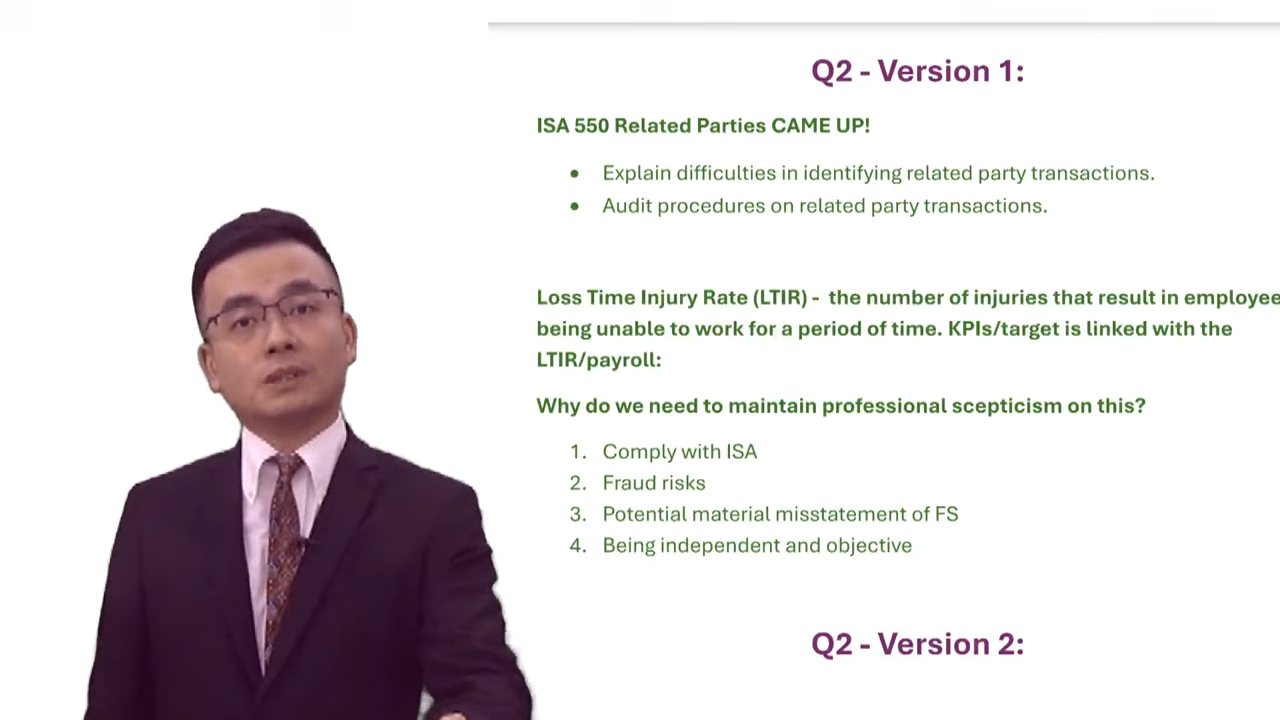 Q2 - Version 1:
ISA 550 Related Parties CAME UP!
• Explain difficulties in identifying related party transactions.
• Audit procedures on related party transactions.
Loss Time Injury Rate (LTIR) - the number of injuries that result in employee
being unable to work for a period of time. KPIs/target is linked with the
LTIR/payroll:
Why do we need to maintain professional scepticism on this?
1. Comply with ISA
2. Fraud risks
3. Potential material misstatement of FS
4. Being independent and objective
Q2 - Version 2: